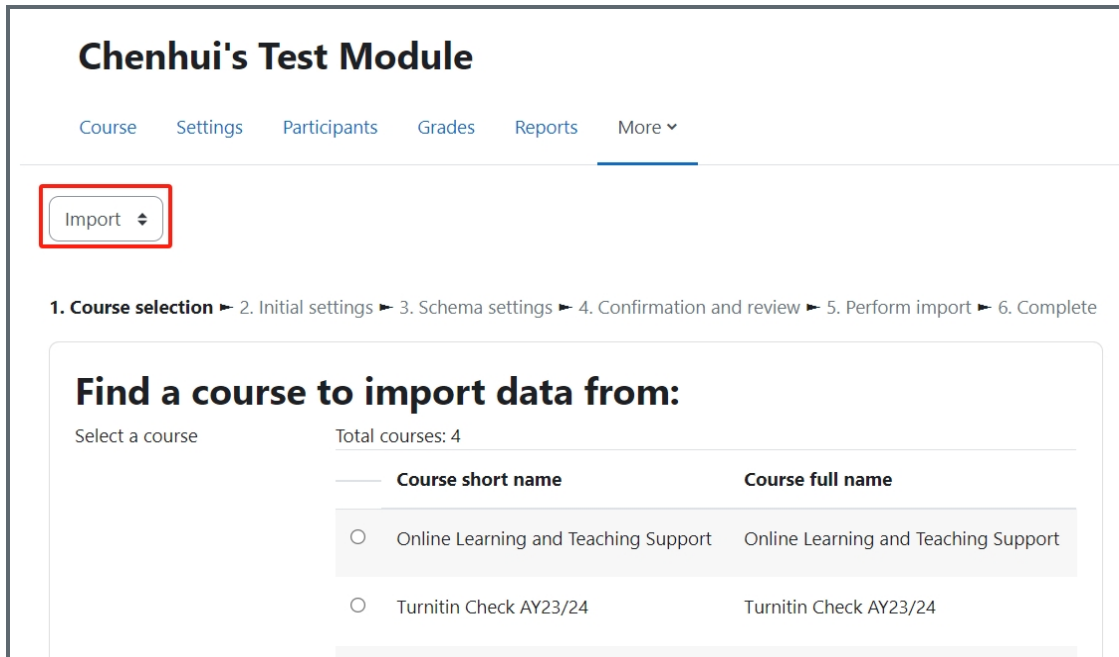 Chenhui's Test Module
Course Settings Participants Grades Reports More
Import
1. Course selection ► 2. Initial settings ► 3. Schema settings ► 4. Confirmation and review ► 5. Perform import ► 6. Complete
Find a course to import data from:
Select a course Total courses: 4
Course short name Course full name
Online Learning and Teaching Support Online Learning and Teaching Support
Turnitin Check AY23/24 Turnitin Check AY23/24